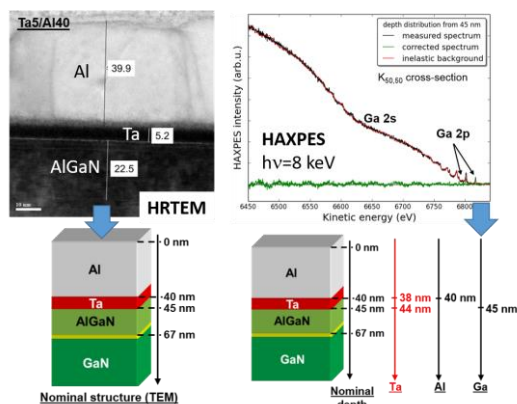 Ta5/Al40
Al
39.9
Ta
5.2
AlGaN
22.5
HRTEM
depth distribution from 45 nm
measured spectrum
corrected spectrum
inelastic background
K50,50 cross-section
Ga 2s
Ga 2p
HAXPES
hν=8 keV
HAXPES intensity (arb.u.)
6450 6500 6550 6600 6650 6700 6750 6800
Kinetic energy (eV)
0 nm
Al
Ta
AlGaN
GaN
40 nm
45 nm
67 nm
Nominal structure (TEM)
0 nm
Al
Ta
AlGaN
GaN
40 nm
45 nm
67 nm
38 nm
44 nm
40 nm
45 nm
Nominal
depth
Ta
Al
Ga